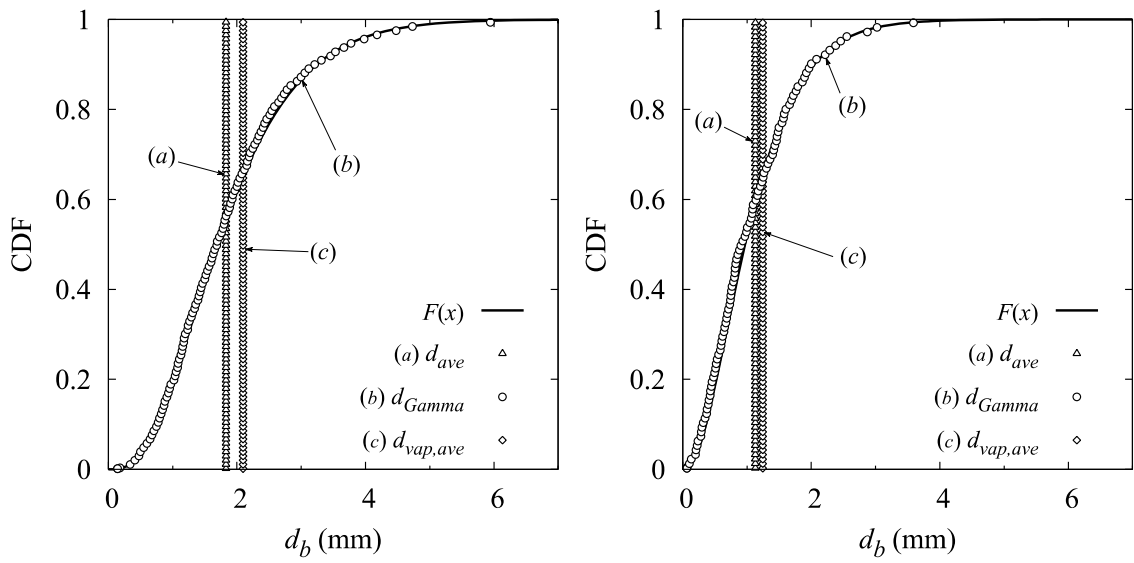 1
0.8
0.6
0.4
0.2
0
CDF
(a)
(b)
(c)
F(x)
(a) d_ave
(b) d_Gamma
(c) d_vap,ave
0 2 4 6
d_b (mm)
1
0.8
0.6
0.4
0.2
0
CDF
(a)
(b)
(c)
F(x)
(a) d_ave
(b) d_Gamma
(c) d_vap,ave
0 2 4 6
d_b (mm)